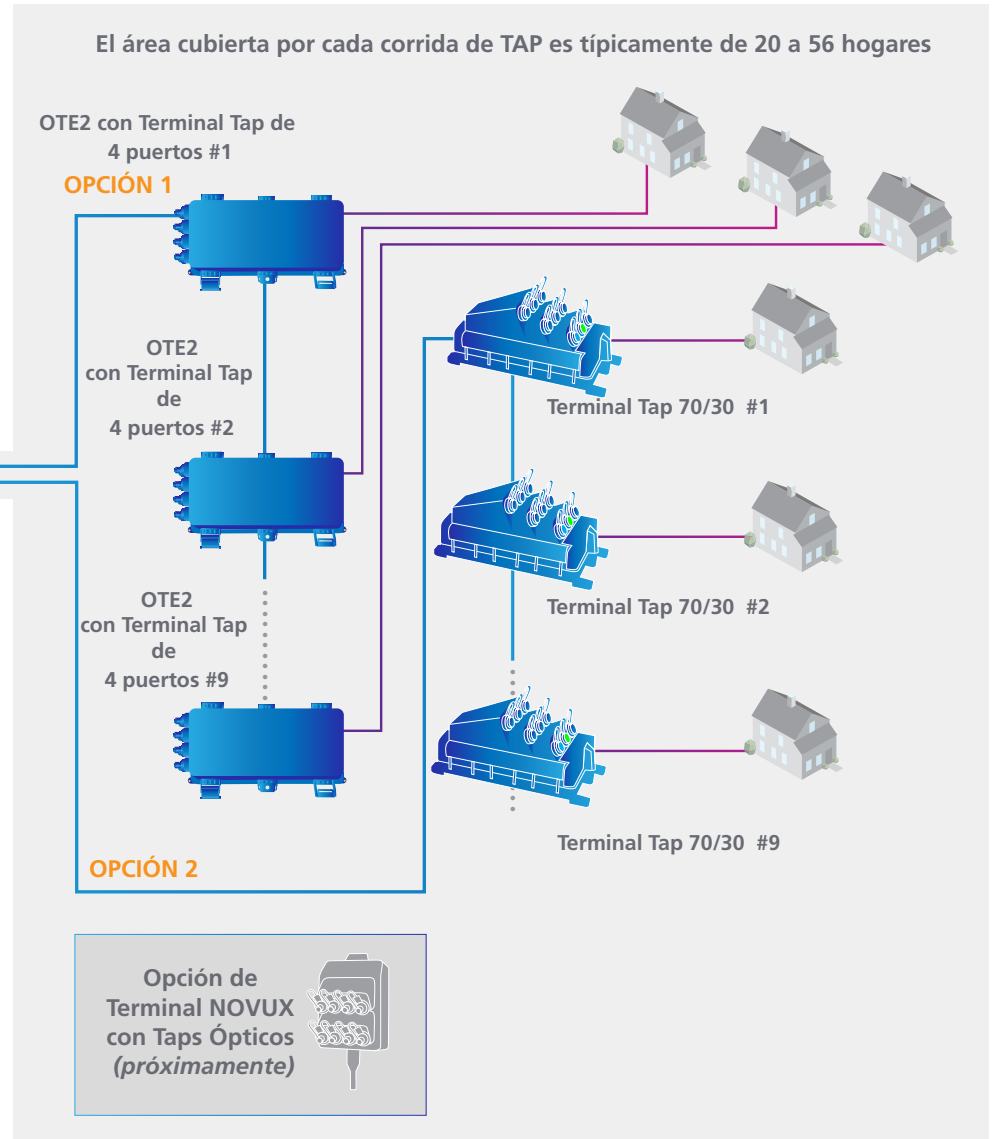 El área cubierta por cada corrida de TAP es típicamente de 20 a 56 hogares
OTE2 con Terminal Tap de
4 puertos #1
OPCIÓN 1
OTE2
con Terminal Tap
de
4 puertos #2
Terminal Tap 70/30 #1
OTE2
con Terminal Tap
de
4 puertos #9
Terminal Tap 70/30 #2
Terminal Tap 70/30 #9
OPCIÓN 2
Opción de
Terminal NOVUX
con Taps Ópticos
(próximamente)